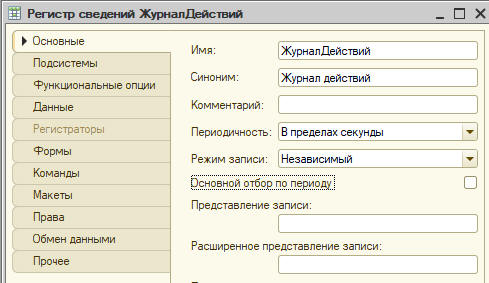 Регистр сведений ЖурналДействий
Основные
Подсистемы
Функциональные опции
Данные
Регистраторы
Формы
Команды
Макеты
Права
Обмен данными
Прочее
Имя: ЖурналДействий
Синоним: Журнал действий
Комментарий:
Периодичность: В пределах секунды
Режим записи: Независимый
Основной отбор по периоду
Представление записи:
Расширенное представление записи: